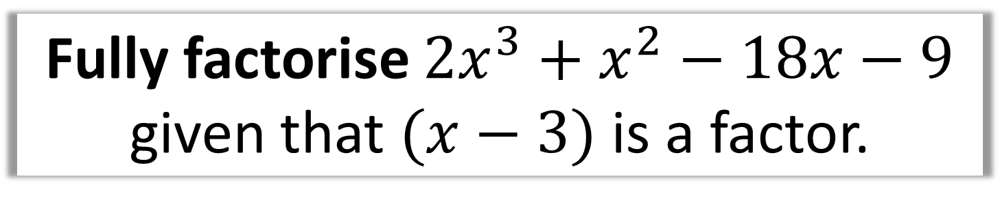 Fully factorise 2x³ + x² − 18x − 9
given that (x − 3) is a factor.